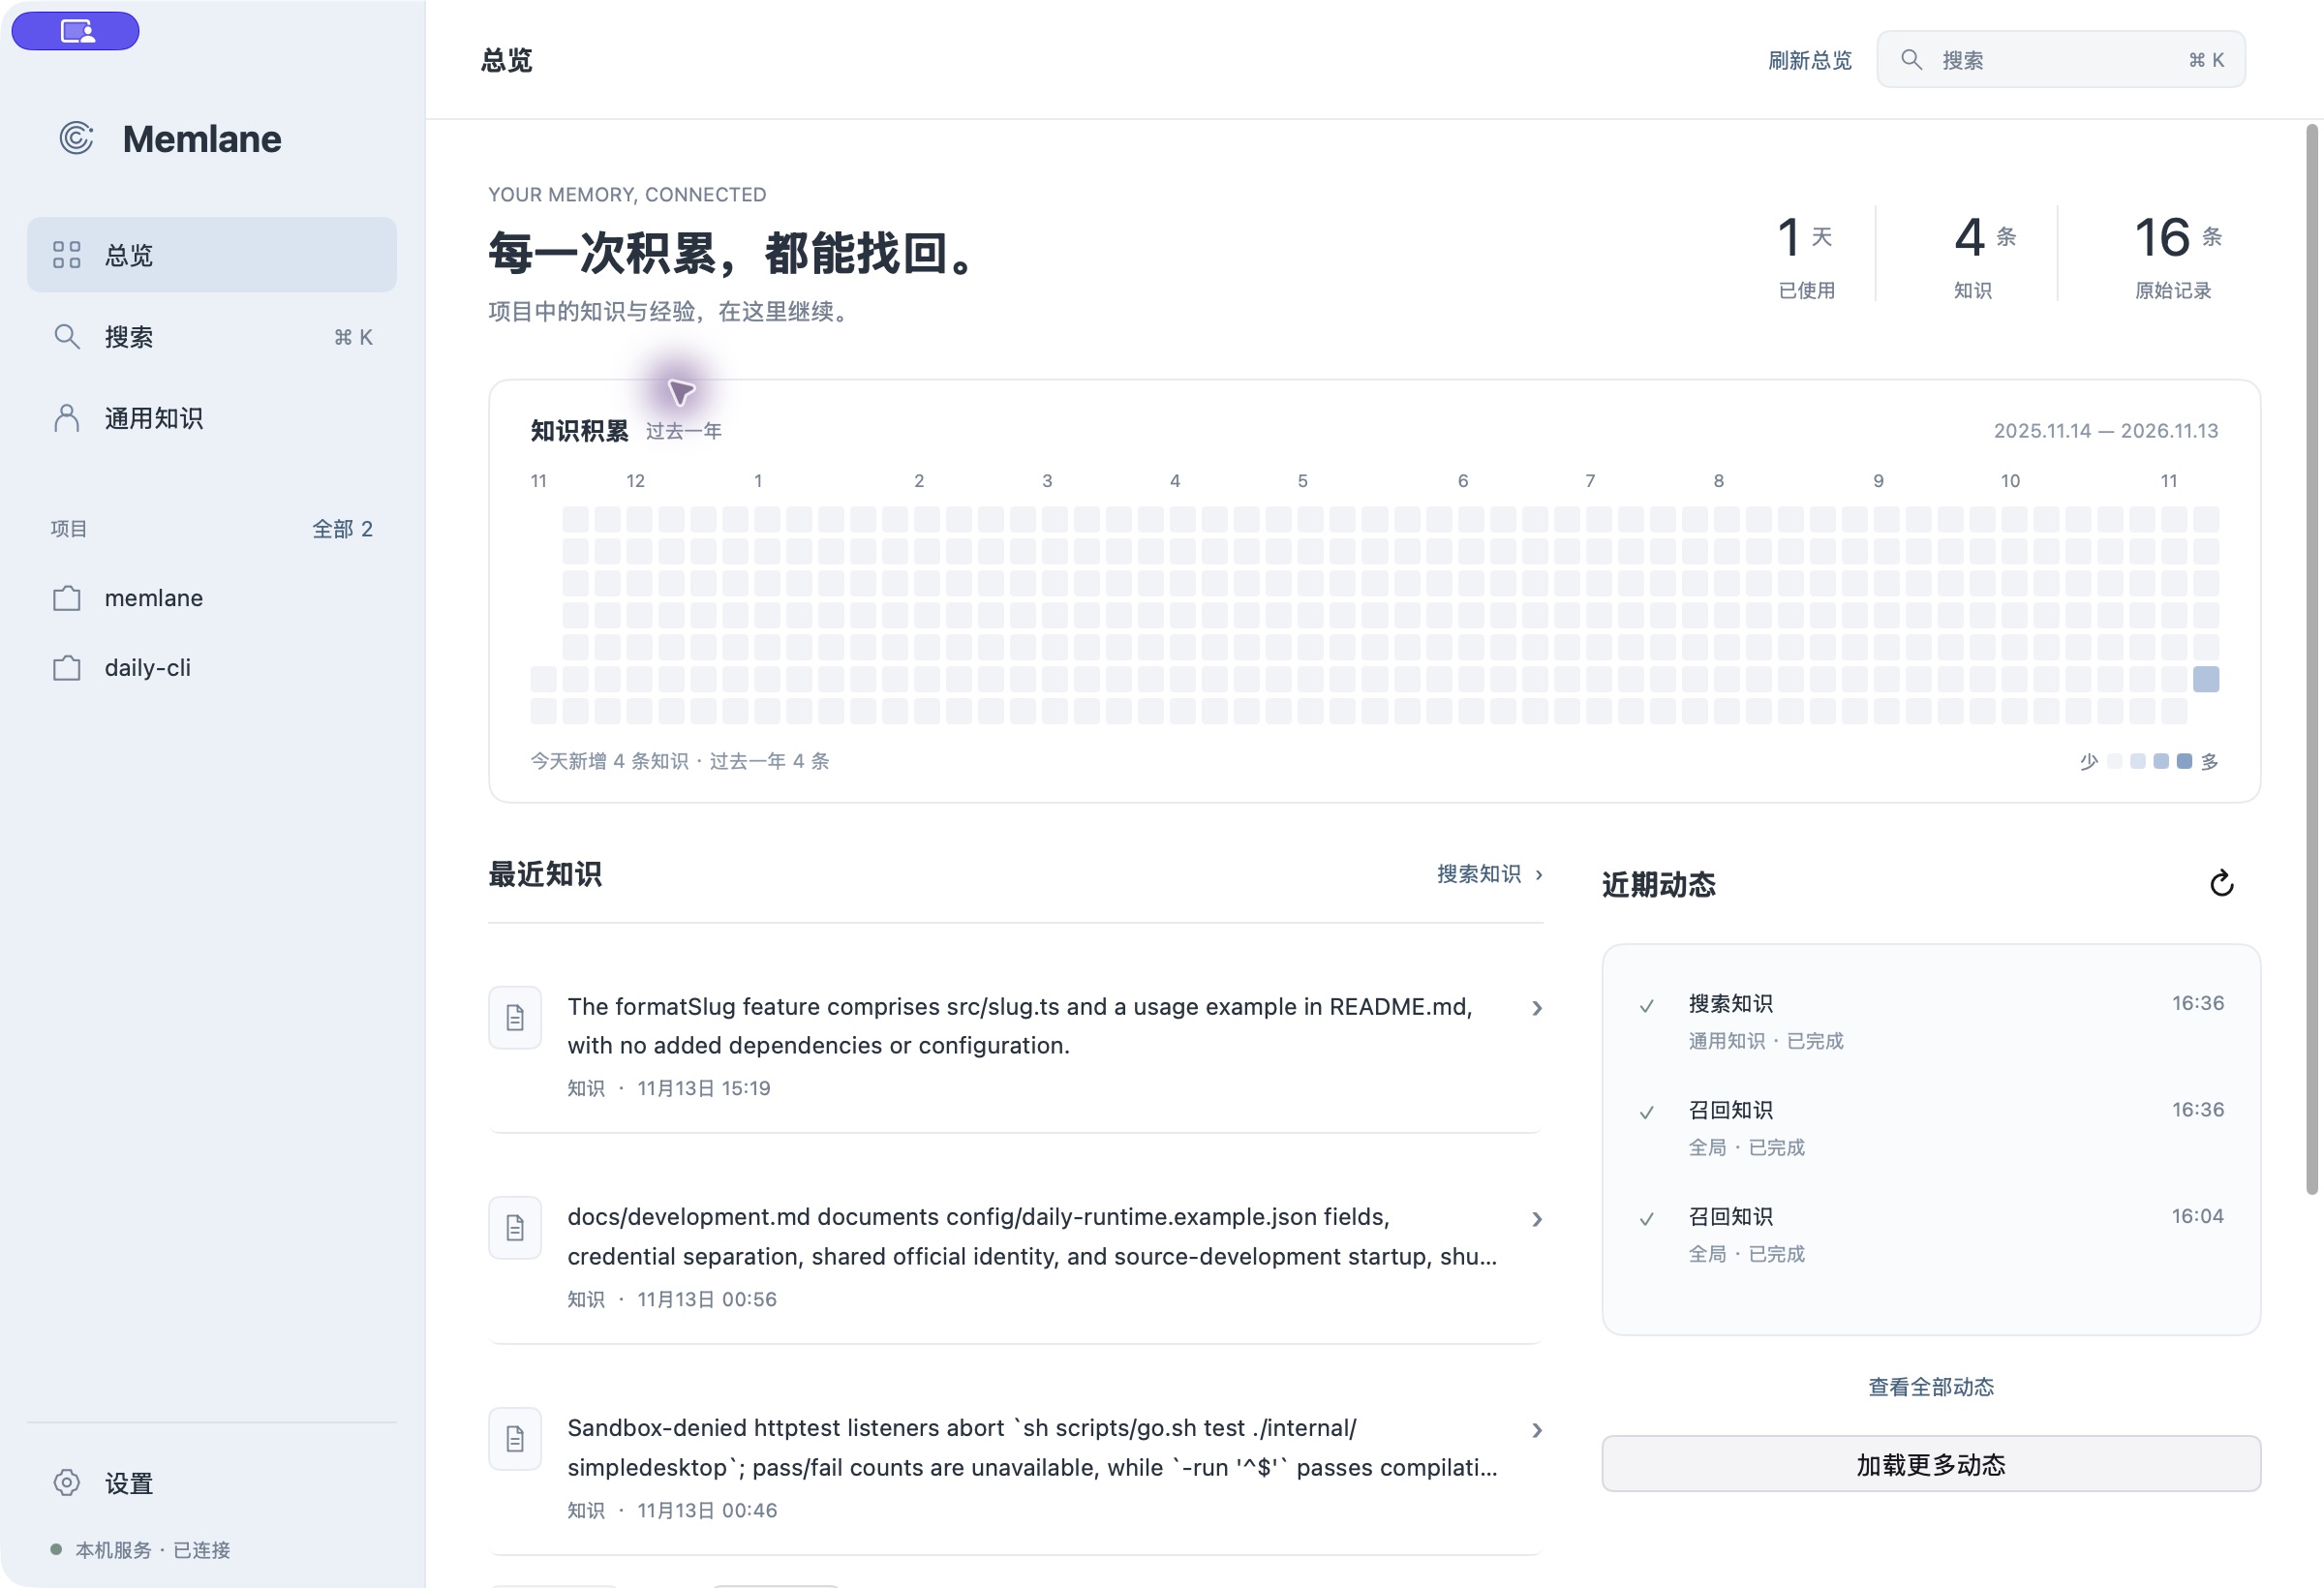 Memlane
总览
搜索 ⌘ K
通用知识
项目 全部 2
memlane
daily-cli
设置
本机服务 · 已连接
总览
刷新总览
搜索 ⌘ K
YOUR MEMORY, CONNECTED
每一次积累，都能找回。
项目中的知识与经验，在这里继续。
1 天
已使用
4 条
知识
16 条
原始记录
知识积累 过去一年
2025.11.14 — 2026.11.13
11 12 1 2 3 4 5 6 7 8 9 10 11
今天新增 4 条知识 · 过去一年 4 条
少 多
最近知识
搜索知识 ›
The formatSlug feature comprises src/slug.ts and a usage example in README.md,
with no added dependencies or configuration.
知识 · 11月13日 15:19
docs/development.md documents config/daily-runtime.example.json fields,
credential separation, shared official identity, and source-development startup, shu...
知识 · 11月13日 00:56
Sandbox-denied httptest listeners abort `sh scripts/go.sh test ./internal/
simpledesktop`; pass/fail counts are unavailable, while `-run '^$'` passes compilati...
知识 · 11月13日 00:46
近期动态
搜索知识 16:36
通用知识 · 已完成
召回知识 16:36
全局 · 已完成
召回知识 16:04
全局 · 已完成
查看全部动态
加载更多动态